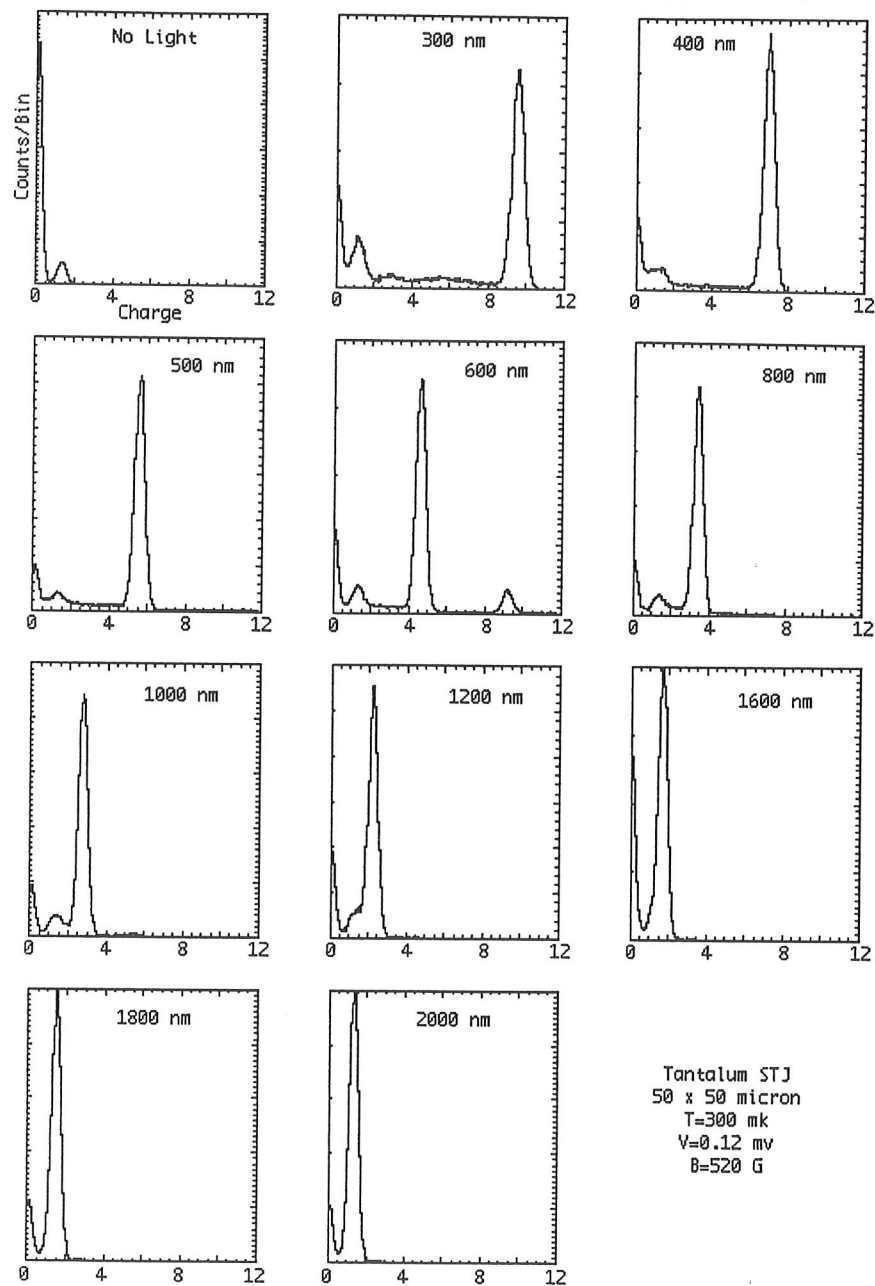 No Light
300 nm
400 nm
Counts/Bin
0 4 8 12
Charge
0 4 8 12
0 4 8 12
500 nm
600 nm
800 nm
0 4 8 12
0 4 8 12
0 4 8 12
1000 nm
1200 nm
1600 nm
0 4 8 12
0 4 8 12
0 4 8 12
1800 nm
2000 nm
0 4 8 12
0 4 8 12
Tantalum STJ
50 x 50 micron
T=300 mk
V=0.12 mv
B=520 G